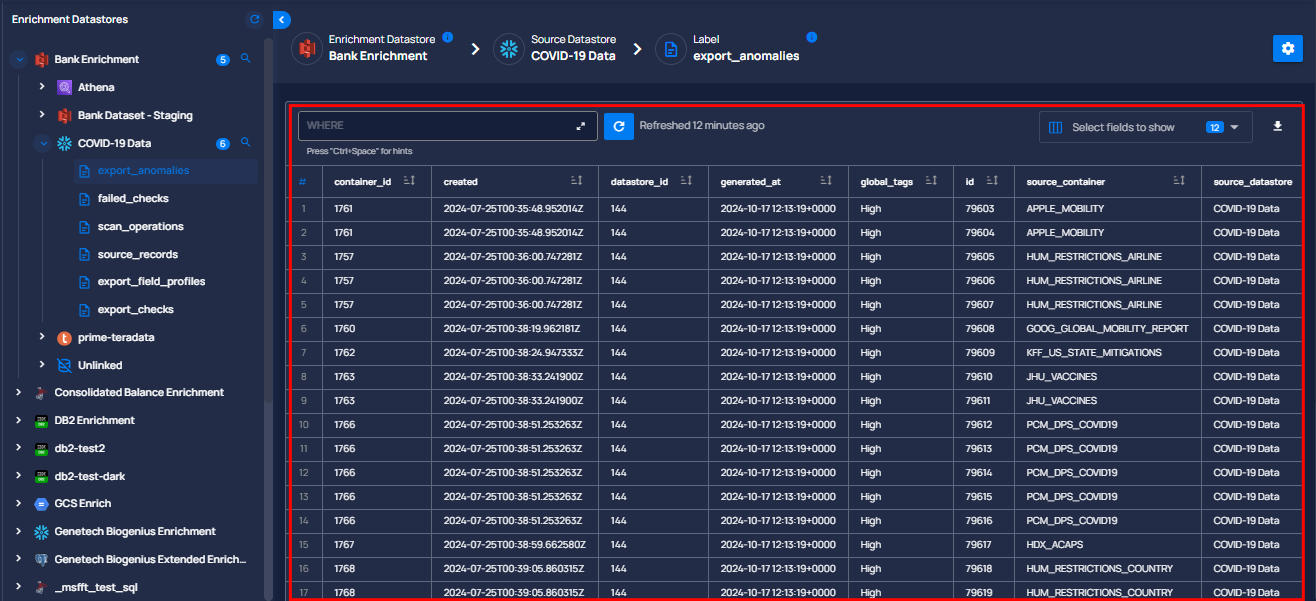 Enrichment Datastores
Bank Enrichment 5
Athena
Bank Dataset - Staging
COVID-19 Data 6
export_anomalies
failed_checks
scan_operations
source_records
export_field_profiles
export_checks
prime-teradata
Unlinked
Consolidated Balance Enrichment
DB2 Enrichment
db2-test2
db2-test-dark
GCS Enrich
Genetech Biogenius Enrichment
Genetech Biogenius Extended Enrich...
_msfft_test_sql
Enrichment Datastore
Bank Enrichment
Source Datastore
COVID-19 Data
Label
export_anomalies
WHERE
Refreshed 12 minutes ago
Select fields to show 12
Press "Ctrl+Space" for hints
# container_id created datastore_id generated_at global_tags id source_container source_datastore
1 1761 2024-07-25T00:35:48.952014Z 144 2024-10-17 12:13:19+0000 High 79603 APPLE_MOBILITY COVID-19 Data
2 1761 2024-07-25T00:35:48.952014Z 144 2024-10-17 12:13:19+0000 High 79604 APPLE_MOBILITY COVID-19 Data
3 1757 2024-07-25T00:36:00.747281Z 144 2024-10-17 12:13:19+0000 High 79605 HUM_RESTRICTIONS_AIRLINE COVID-19 Data
4 1757 2024-07-25T00:36:00.747281Z 144 2024-10-17 12:13:19+0000 High 79606 HUM_RESTRICTIONS_AIRLINE COVID-19 Data
5 1757 2024-07-25T00:36:00.747281Z 144 2024-10-17 12:13:19+0000 High 79607 HUM_RESTRICTIONS_AIRLINE COVID-19 Data
6 1760 2024-07-25T00:38:19.962181Z 144 2024-10-17 12:13:19+0000 High 79608 GOOG_GLOBAL_MOBILITY_REPORT COVID-19 Data
7 1762 2024-07-25T00:38:24.947333Z 144 2024-10-17 12:13:19+0000 High 79609 KFF_US_STATE_MITIGATIONS COVID-19 Data
8 1763 2024-07-25T00:38:33.241900Z 144 2024-10-17 12:13:19+0000 High 79610 JHU_VACCINES COVID-19 Data
9 1763 2024-07-25T00:38:33.241900Z 144 2024-10-17 12:13:19+0000 High 79611 JHU_VACCINES COVID-19 Data
10 1766 2024-07-25T00:38:51.253263Z 144 2024-10-17 12:13:19+0000 High 79612 PCM_DPS_COVID19 COVID-19 Data
11 1766 2024-07-25T00:38:51.253263Z 144 2024-10-17 12:13:19+0000 High 79613 PCM_DPS_COVID19 COVID-19 Data
12 1766 2024-07-25T00:38:51.253263Z 144 2024-10-17 12:13:19+0000 High 79614 PCM_DPS_COVID19 COVID-19 Data
13 1766 2024-07-25T00:38:51.253263Z 144 2024-10-17 12:13:19+0000 High 79615 PCM_DPS_COVID19 COVID-19 Data
14 1766 2024-07-25T00:38:51.253263Z 144 2024-10-17 12:13:19+0000 High 79616 PCM_DPS_COVID19 COVID-19 Data
15 1767 2024-07-25T00:38:59.662580Z 144 2024-10-17 12:13:19+0000 High 79617 HDX_ACAPS COVID-19 Data
16 1768 2024-07-25T00:39:05.860315Z 144 2024-10-17 12:13:19+0000 High 79618 HUM_RESTRICTIONS_COUNTRY COVID-19 Data
17 1768 2024-07-25T00:39:05.860315Z 144 2024-10-17 12:13:19+0000 High 79619 HUM_RESTRICTIONS_COUNTRY COVID-19 Data